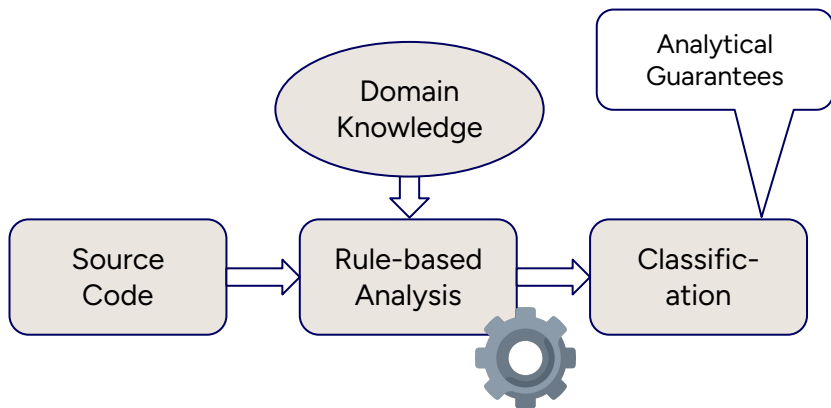 Analytical
Guarantees
Domain
Knowledge
Source
Code
Rule-based
Analysis
Classific-
ation